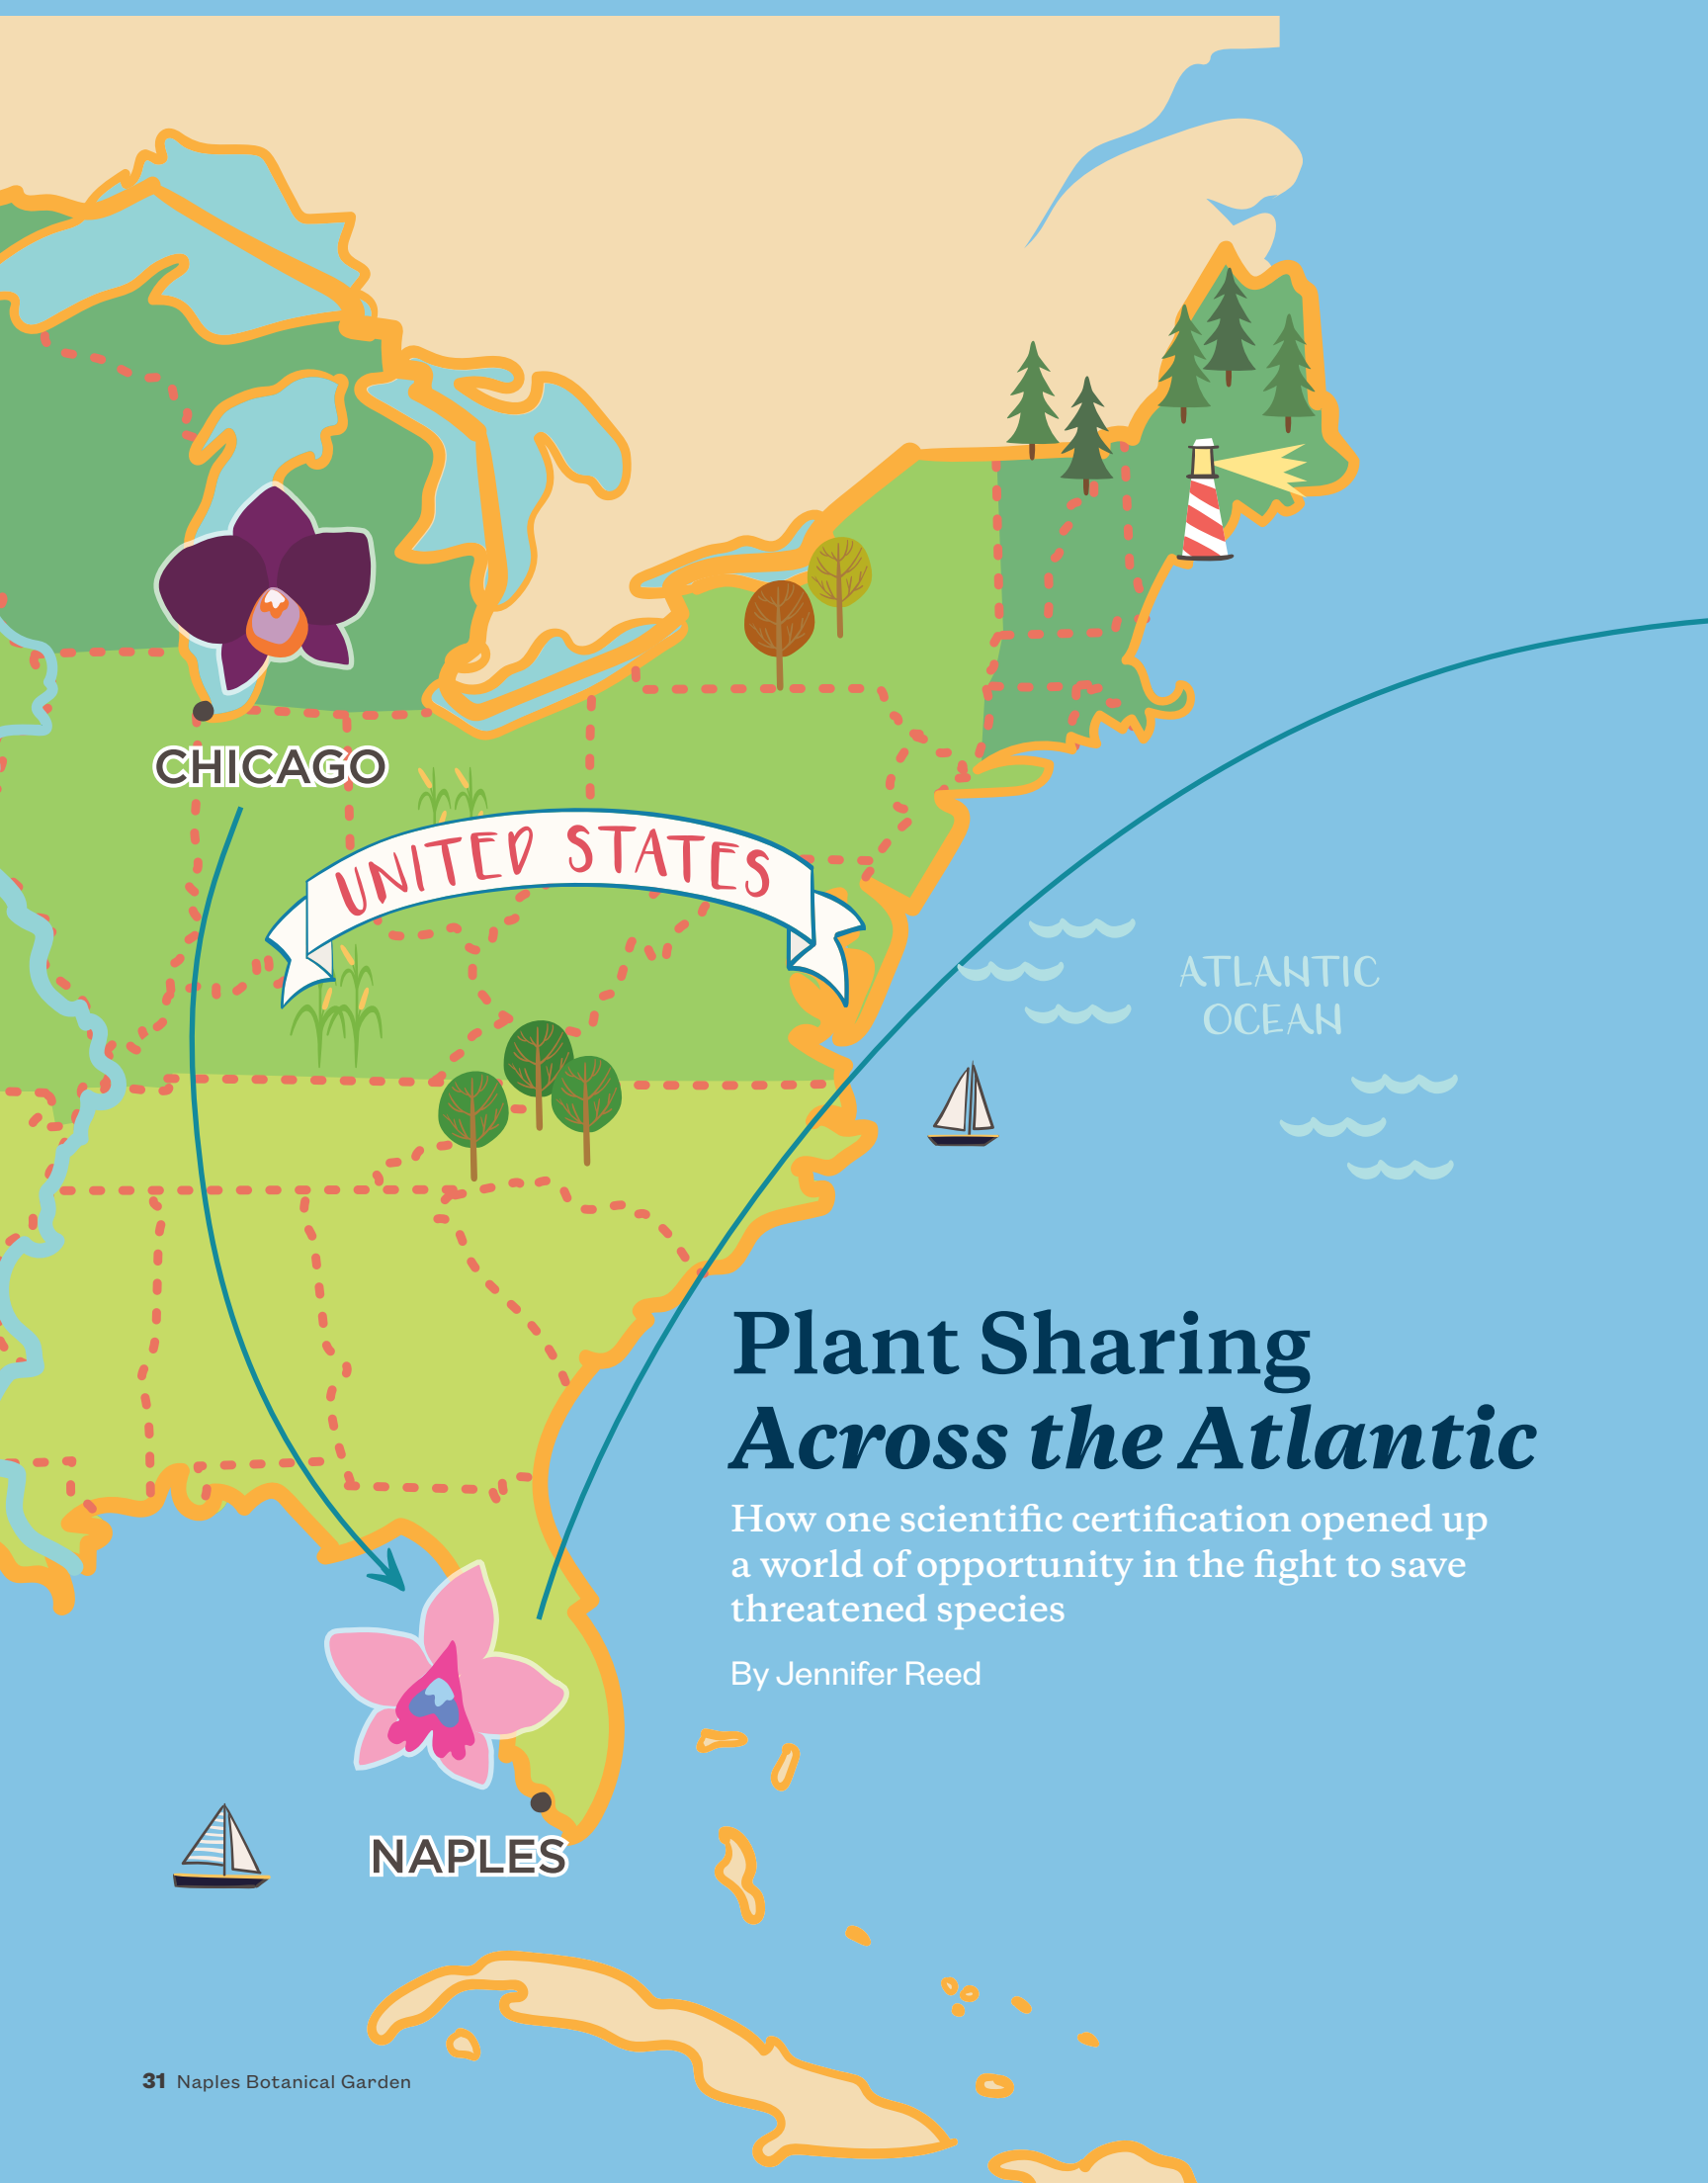 CHICAGO
UNITED STATES
ATLANTIC
OCEAN
Plant Sharing
Across the Atlantic
How one scientific certification opened up
a world of opportunity in the fight to save
threatened species
By Jennifer Reed
NAPLES
31 Naples Botanical Garden